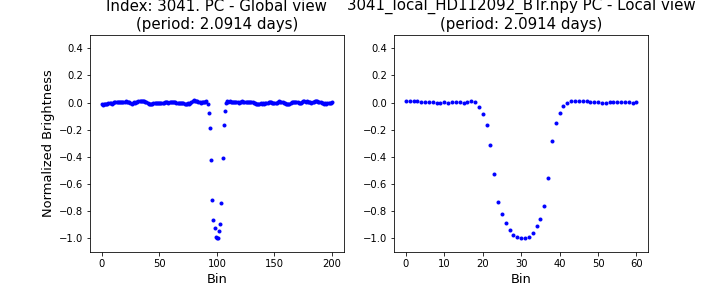 Index: 3041. PC - Global view
(period: 2.0914 days)
3041_local_HD112092_BTr.npy PC - Local view
(period: 2.0914 days)
Normalized Brightness
0.4
0.2
0.0
−0.2
−0.4
−0.6
−0.8
−1.0
0 50 100 150 200
Bin
0.4
0.2
0.0
−0.2
−0.4
−0.6
−0.8
−1.0
0 10 20 30 40 50 60
Bin